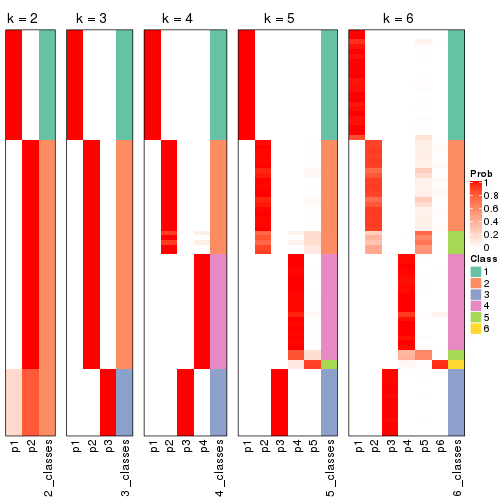 k = 2
k = 3
k = 4
k = 5
k = 6
Prob
1
0.8
0.6
0.4
0.2
0
Class
1
2
3
4
5
6
p1
p2
2_classes
p1
p2
p3
3_classes
p1
p2
p3
p4
4_classes
p1
p2
p3
p4
p5
5_classes
p1
p2
p3
p4
p5
p6
6_classes